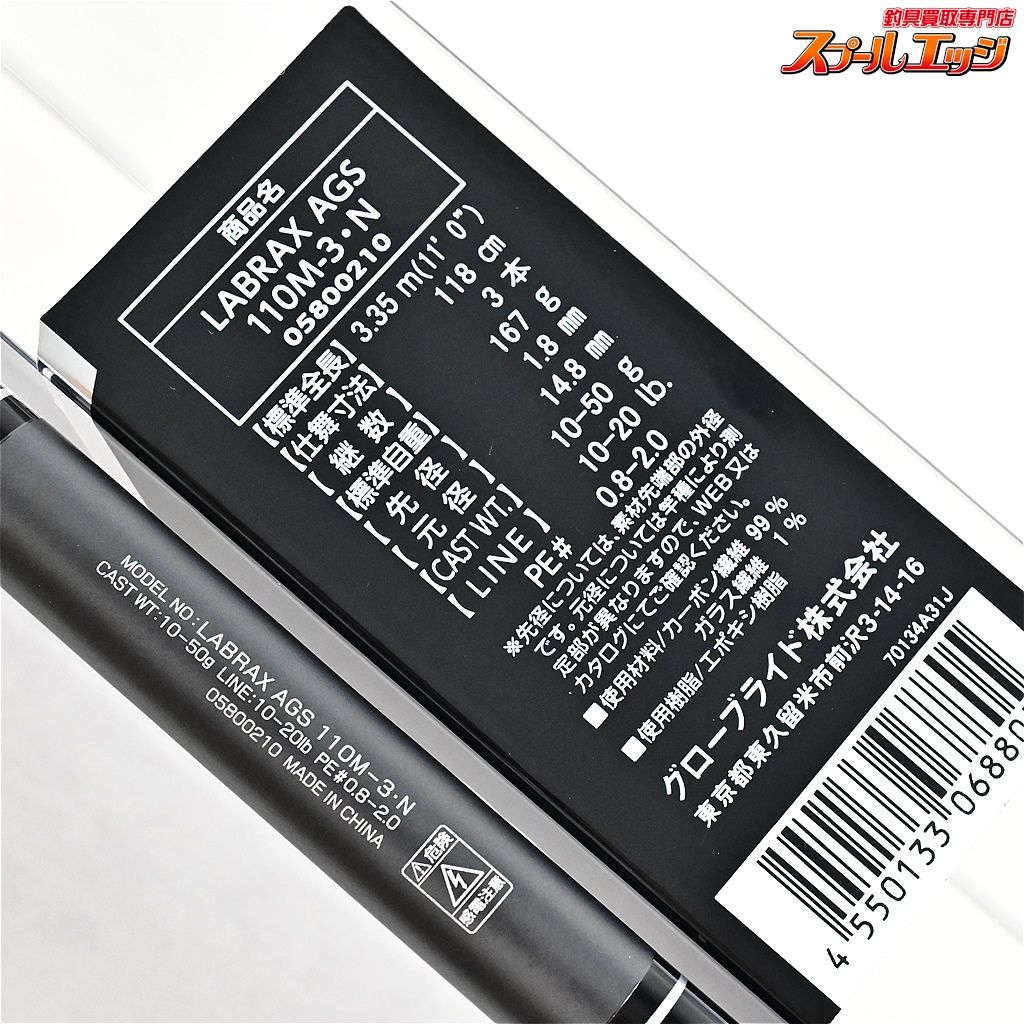 釣具買取専門店
スプールエッジ
商品名
LABRAX AGS
110M-3・N
05800210
【標準全長】 3.35 m(11' 0")
【仕舞寸法】 118 cm
【継数】 3 本
【標準自重】 167 g
【先径】 1.8 mm
【元径】 14.8 mm
【CAST WT.】 10-50 g
【LINE】 10-20 lb.
PE# 0.8-2.0
※先径については、素材先端部の外径
です。元径については竿種により測
定部が異なりますので、WEB又は
カタログにてご確認ください。
■使用材料/カーボン繊維 99 %
ガラス繊維 1 %
■使用樹脂/エポキシ樹脂
グローブライド株式会社
東京都東久留米市前沢3-14-16
70134A31J
4 550133 06880
MODEL NO:LABRAX AGS 110M-3・N
CAST WT:10-50g LINE:10-20lb PE#0.8-2.0
05800210 MADE IN CHINA
危険
感電注意